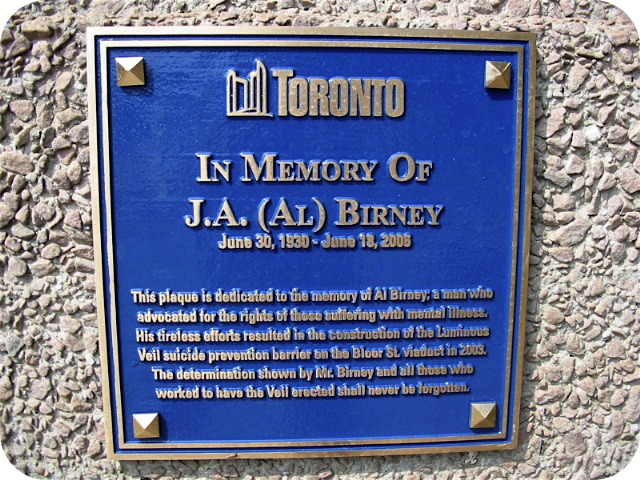 TORONTO
IN MEMORY OF
J.A. (AL) BIRNEY
June 30, 1930 - June 18, 2006
This plaque is dedicated to the memory of Al Birney; a man who
advocated for the rights of those suffering with mental illness.
His tireless efforts resulted in the construction of the Luminous
Veil suicide prevention barrier on the Bloor St. Viaduct in 2003.
The determination shown by Mr. Birney and all those who
worked to have the Veil erected shall never be forgotten.